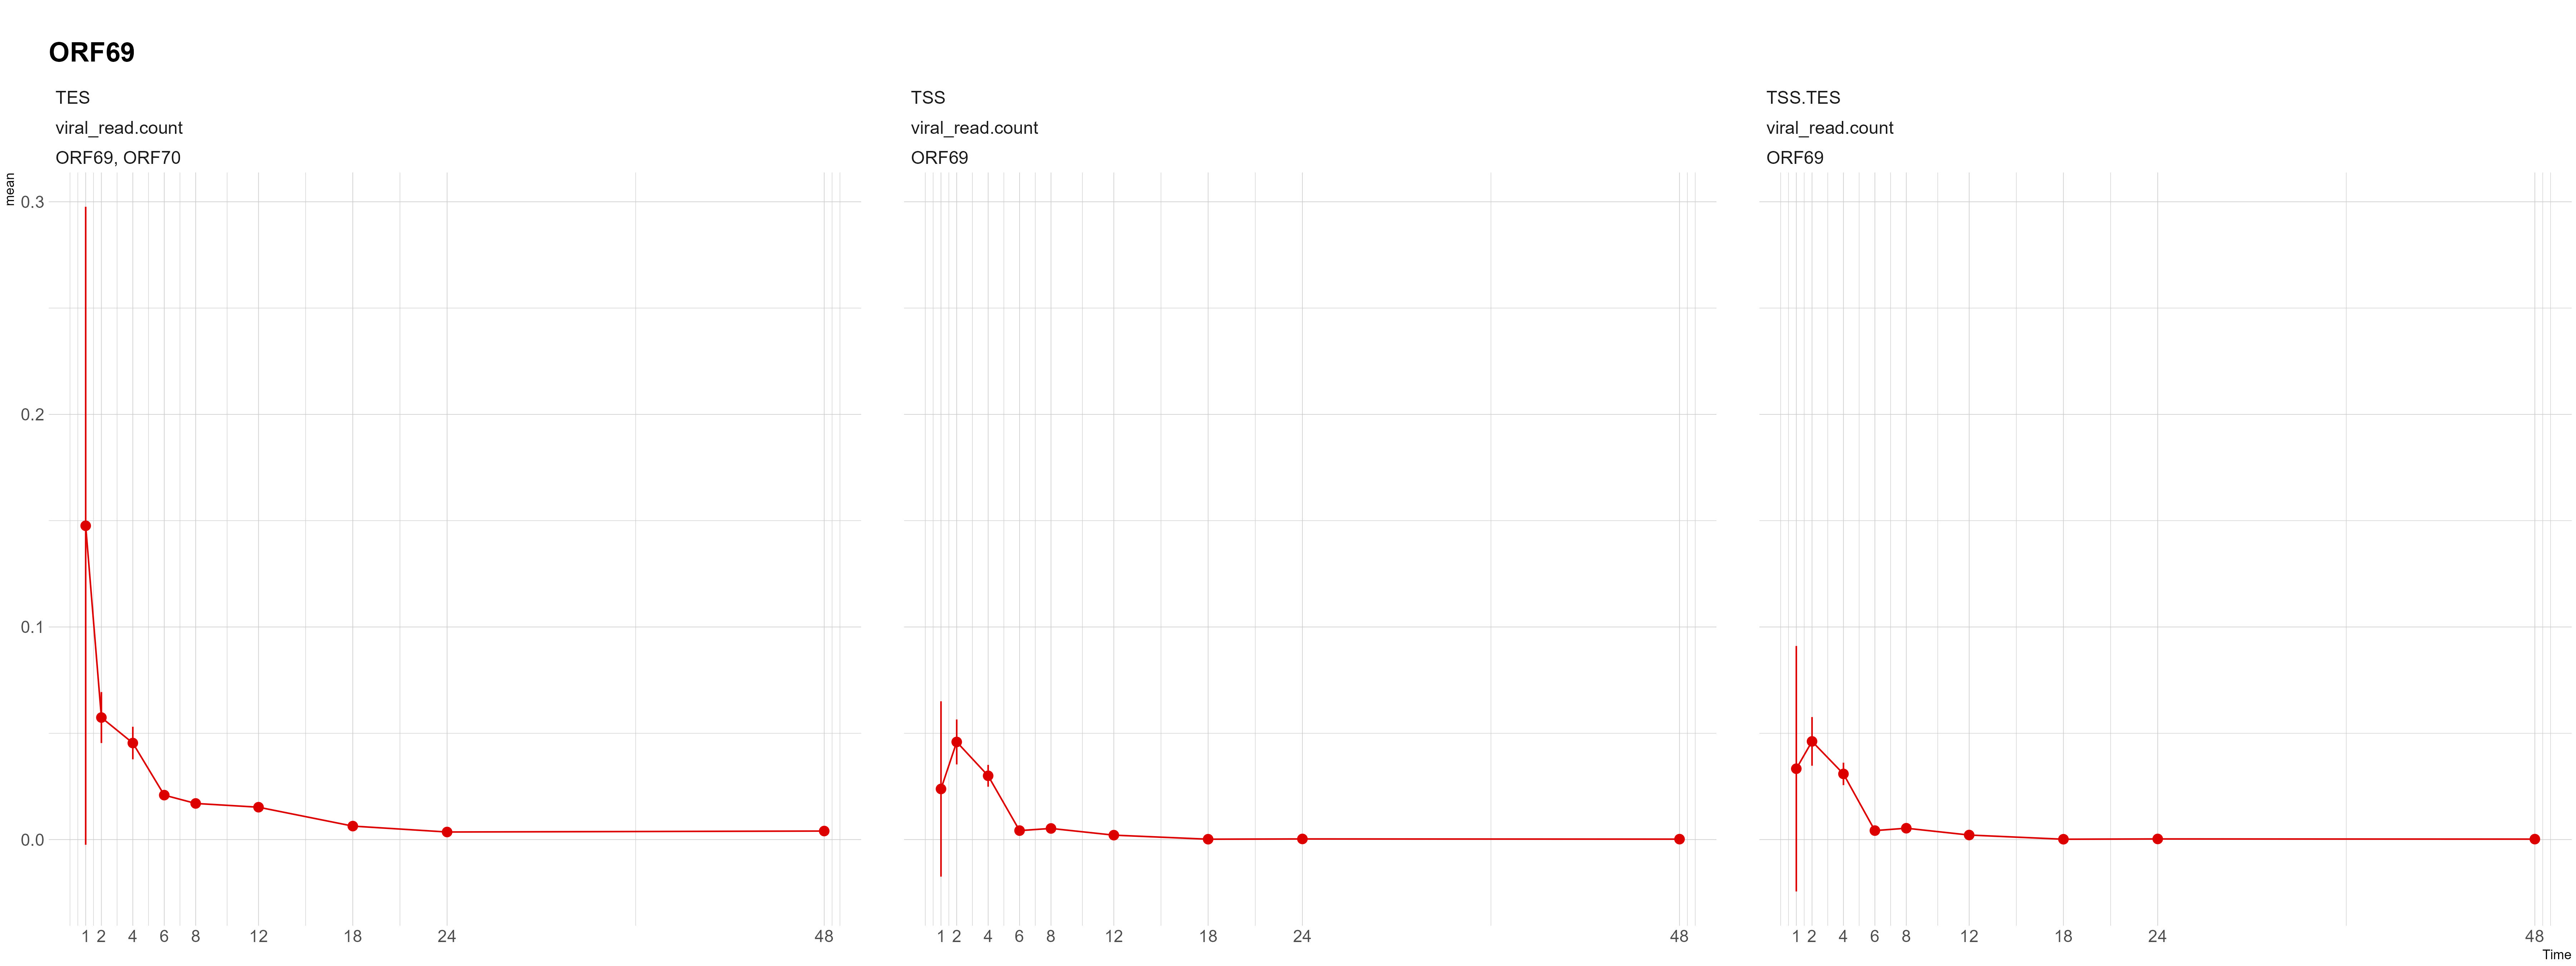 ORF69
TES
viral_read.count
ORF69, ORF70
TSS
viral_read.count
ORF69
TSS.TES
viral_read.count
ORF69
mean
0.3
0.2
0.1
0.0
1 2 4 6 8 12 18 24 48
1 2 4 6 8 12 18 24 48
1 2 4 6 8 12 18 24 48
Time